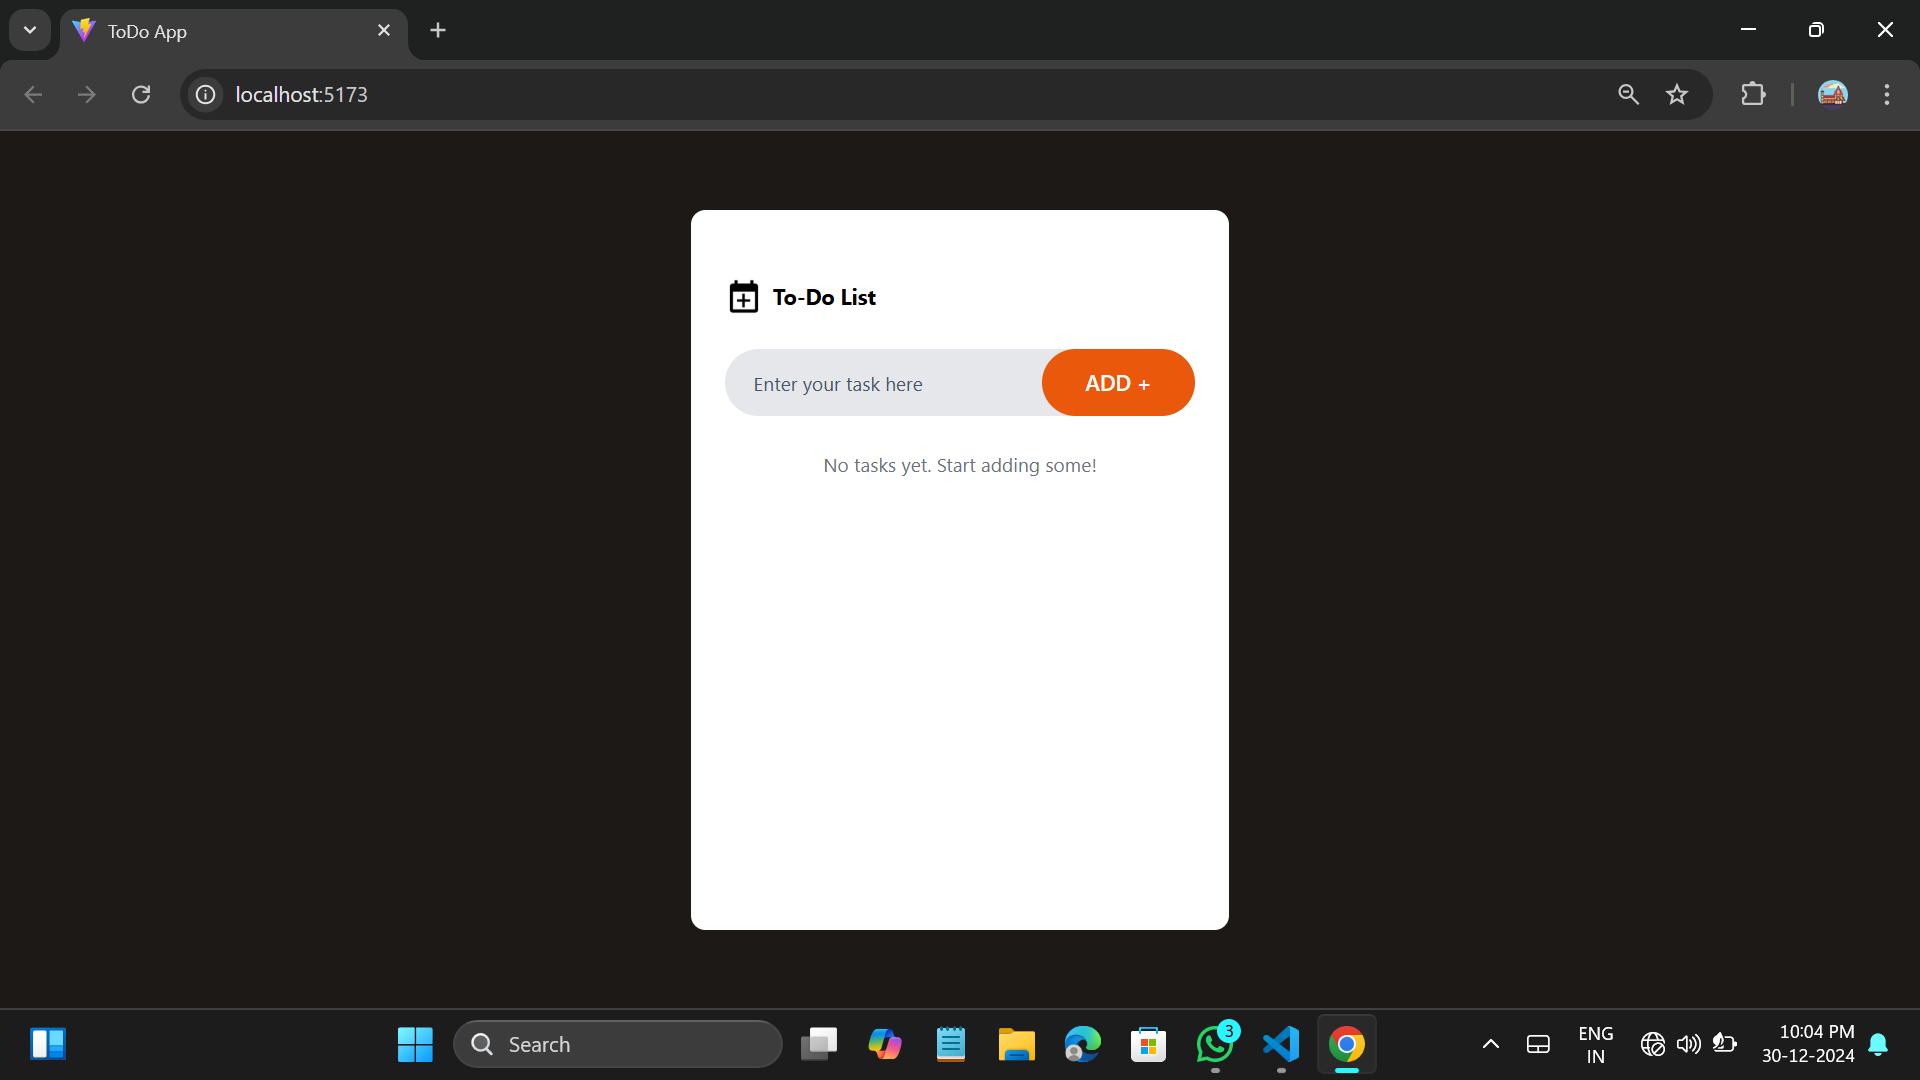 ToDo App
localhost:5173
To-Do List
Enter your task here
ADD +
No tasks yet. Start adding some!
Search
3
ENG
IN
10:04 PM
30-12-2024